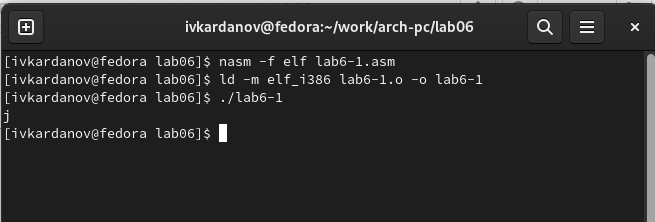 ivkardanov@fedora:~/work/arch-pc/lab06
[ivkardanov@fedora lab06]$ nasm -f elf lab6-1.asm
[ivkardanov@fedora lab06]$ ld -m elf_i386 lab6-1.o -o lab6-1
[ivkardanov@fedora lab06]$ ./lab6-1
j
[ivkardanov@fedora lab06]$